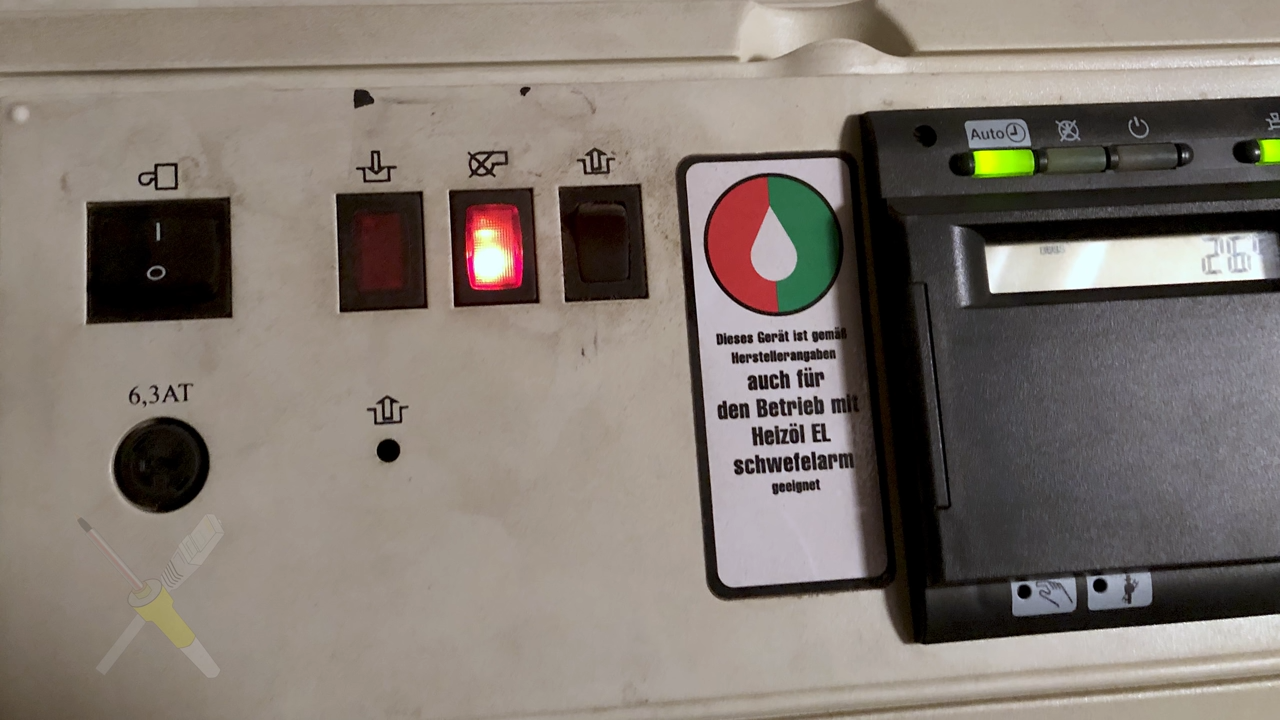 I
O
6,3AT
Dieses Gerät ist gemäß
Herstellerangaben
auch für
den Betrieb mit
Heizöl EL
schwefelarm
geeignet
Auto